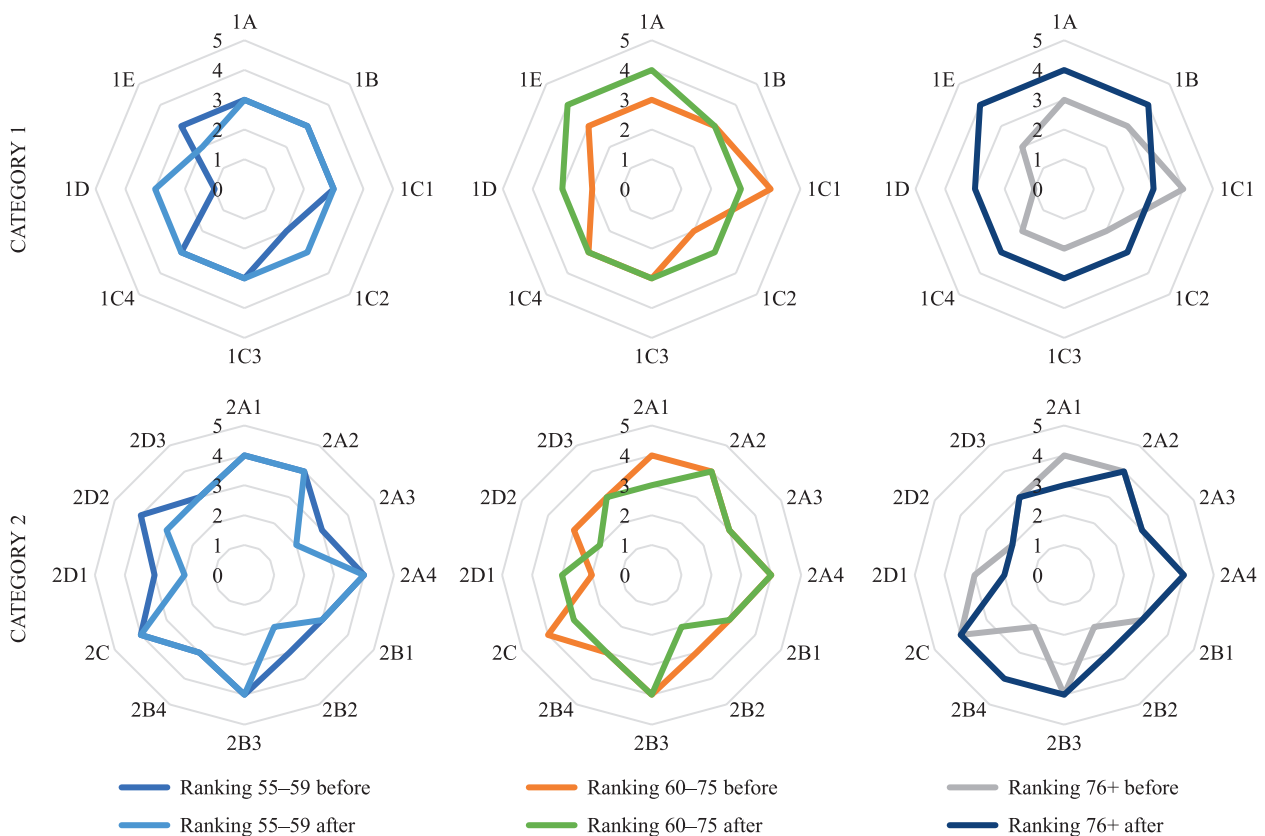 CATEGORY 1
1A
1B
1C1
1C2
1C3
1C4
1D
1E
5
4
3
2
1
0
1A
1B
1C1
1C2
1C3
1C4
1D
1E
5
4
3
2
1
0
1A
1B
1C1
1C2
1C3
1C4
1D
1E
5
4
3
2
1
0
CATEGORY 2
2A1
2A2
2A3
2A4
2B1
2B2
2B3
2B4
2C
2D1
2D2
2D3
5
4
3
2
1
0
2A1
2A2
2A3
2A4
2B1
2B2
2B3
2B4
2C
2D1
2D2
2D3
5
4
3
2
1
0
2A1
2A2
2A3
2A4
2B1
2B2
2B3
2B4
2C
2D1
2D2
2D3
5
4
3
2
1
0
Ranking 55–59 before
Ranking 55–59 after
Ranking 60–75 before
Ranking 60–75 after
Ranking 76+ before
Ranking 76+ after